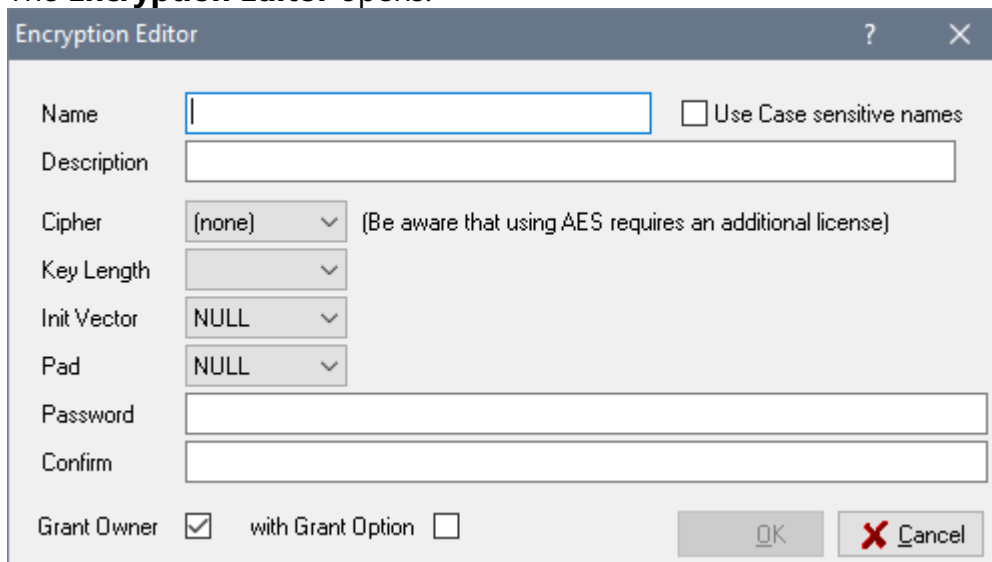 The Encryption Editor opens.
Encryption Editor ?
Name Use Case sensitive names
Description
Cipher (none) (Be aware that using AES requires an additional license)
Key Length
Init Vector NULL
Pad NULL
Password
Confirm
Grant Owner with Grant Option OK Cancel